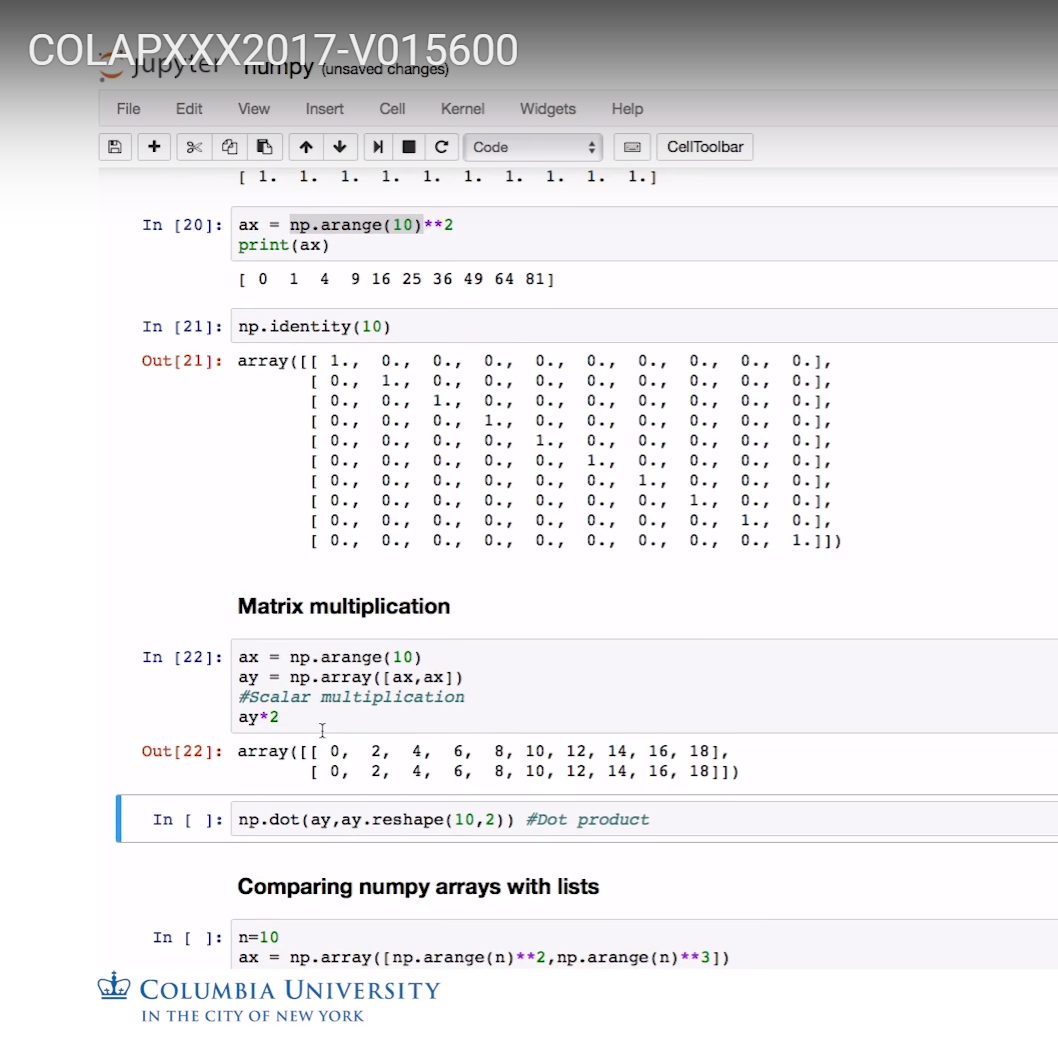 COLAPXXX2017-V015600
jupyter numpy (unsaved changes)
File Edit View Insert Cell Kernel Widgets Help
Code CellToolbar
[ 1. 1. 1. 1. 1. 1. 1. 1. 1. 1.]
In [20]: ax = np.arange(10)**2
print(ax)
[ 0 1 4 9 16 25 36 49 64 81]
In [21]: np.identity(10)
Out[21]: array([[ 1., 0., 0., 0., 0., 0., 0., 0., 0., 0.],
[ 0., 1., 0., 0., 0., 0., 0., 0., 0., 0.],
[ 0., 0., 1., 0., 0., 0., 0., 0., 0., 0.],
[ 0., 0., 0., 1., 0., 0., 0., 0., 0., 0.],
[ 0., 0., 0., 0., 1., 0., 0., 0., 0., 0.],
[ 0., 0., 0., 0., 0., 1., 0., 0., 0., 0.],
[ 0., 0., 0., 0., 0., 0., 1., 0., 0., 0.],
[ 0., 0., 0., 0., 0., 0., 0., 1., 0., 0.],
[ 0., 0., 0., 0., 0., 0., 0., 0., 1., 0.],
[ 0., 0., 0., 0., 0., 0., 0., 0., 0., 1.]])
Matrix multiplication
In [22]: ax = np.arange(10)
ay = np.array([ax,ax])
#Scalar multiplication
ay*2
Out[22]: array([[ 0, 2, 4, 6, 8, 10, 12, 14, 16, 18],
[ 0, 2, 4, 6, 8, 10, 12, 14, 16, 18]])
In [ ]: np.dot(ay,ay.reshape(10,2)) #Dot product
Comparing numpy arrays with lists
In [ ]: n=10
ax = np.array([np.arange(n)**2,np.arange(n)**3])
COLUMBIA UNIVERSITY
IN THE CITY OF NEW YORK